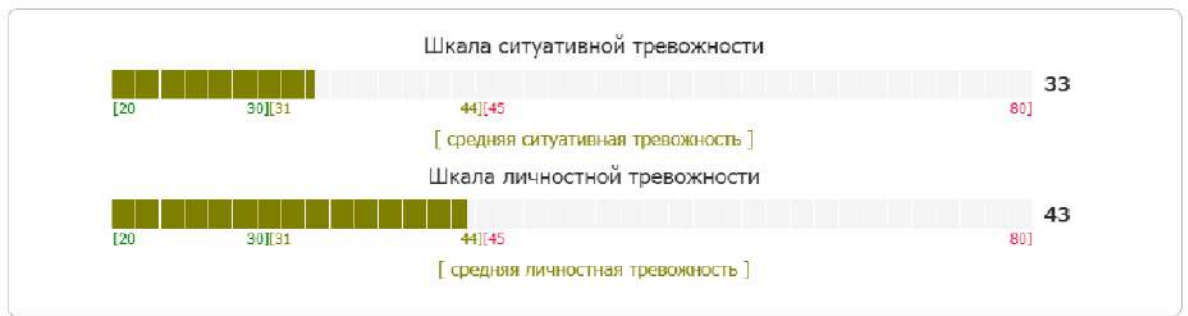 Шкала ситуативной тревожности
33
[20 30][31 44][45 80]
[ средняя ситуативная тревожность ]
Шкала личностной тревожности
43
[20 30][31 44][45 80]
[ средняя личностная тревожность ]